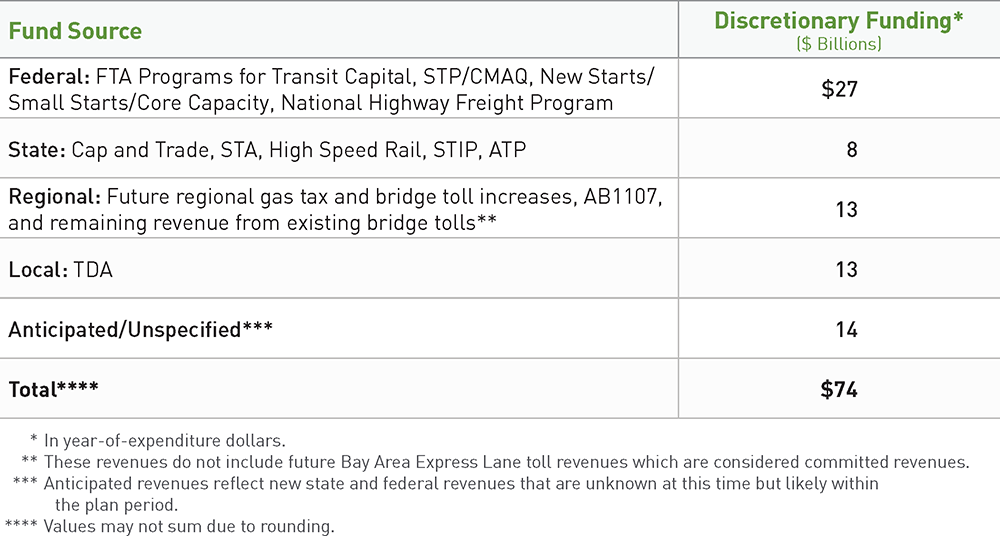 Fund Source
Discretionary Funding*
($ Billions)
Federal: FTA Programs for Transit Capital, STP/CMAQ, New Starts/
Small Starts/Core Capacity, National Highway Freight Program
$27
State: Cap and Trade, STA, High Speed Rail, STIP, ATP
8
Regional: Future regional gas tax and bridge toll increases, AB1107,
and remaining revenue from existing bridge tolls**
13
Local: TDA
13
Anticipated/Unspecified***
14
Total****
$74
* In year-of-expenditure dollars.
** These revenues do not include future Bay Area Express Lane toll revenues which are considered committed revenues.
*** Anticipated revenues reflect new state and federal revenues that are unknown at this time but likely within
the plan period.
**** Values may not sum due to rounding.